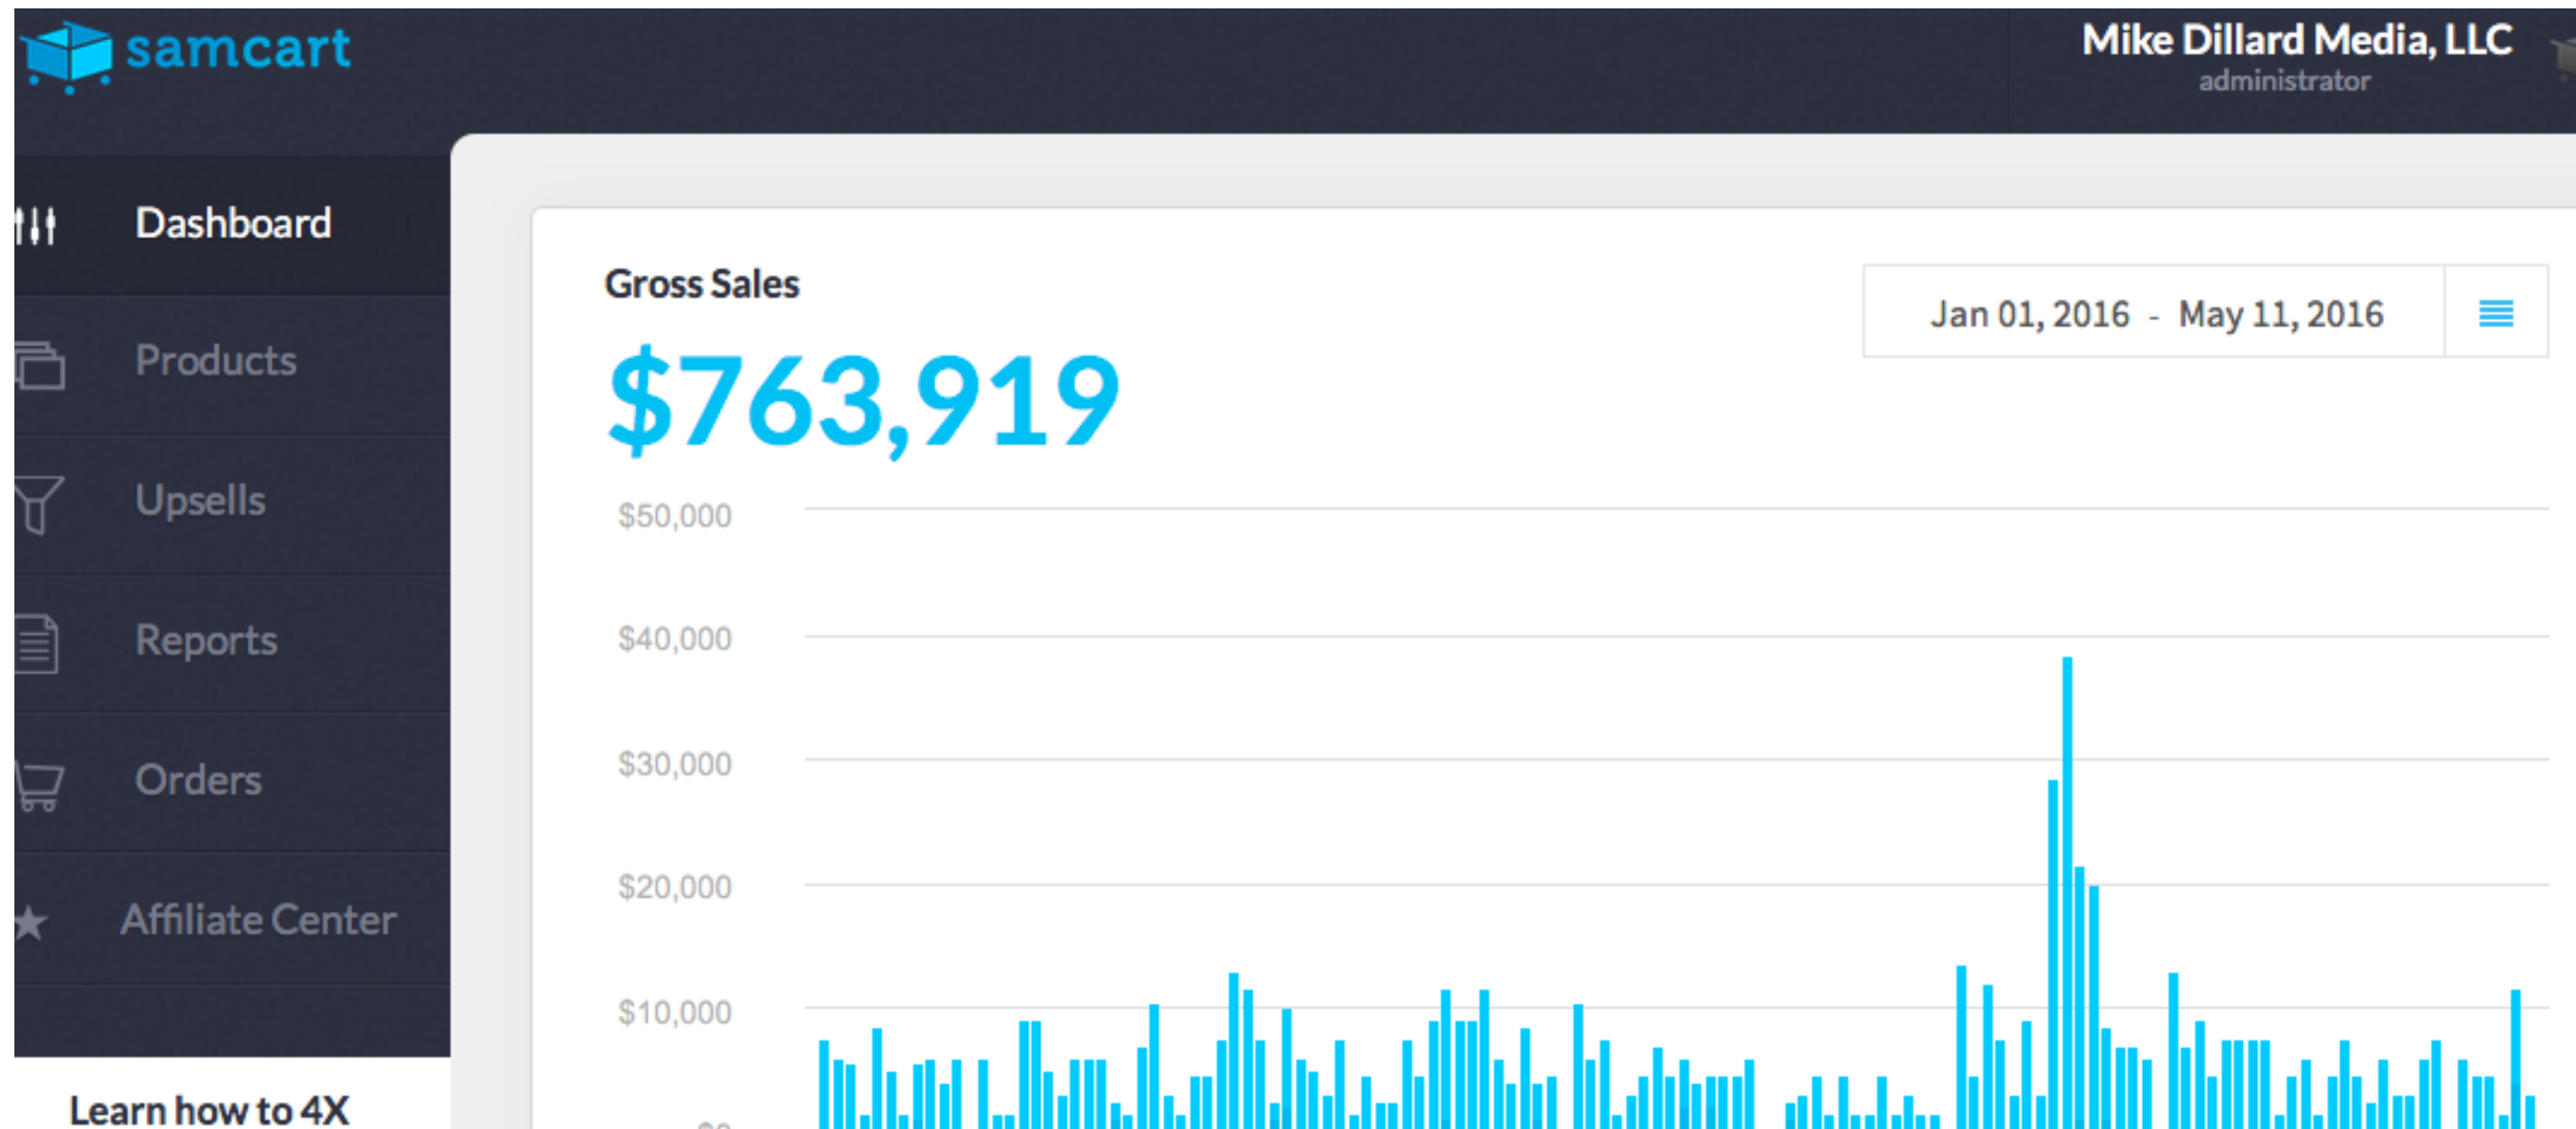 samcart
Mike Dillard Media, LLC
administrator
Dashboard
Products
Upsells
Reports
Orders
Affiliate Center
Learn how to 4X
Gross Sales
Jan 01, 2016 - May 11, 2016
$763,919
$50,000
$40,000
$30,000
$20,000
$10,000